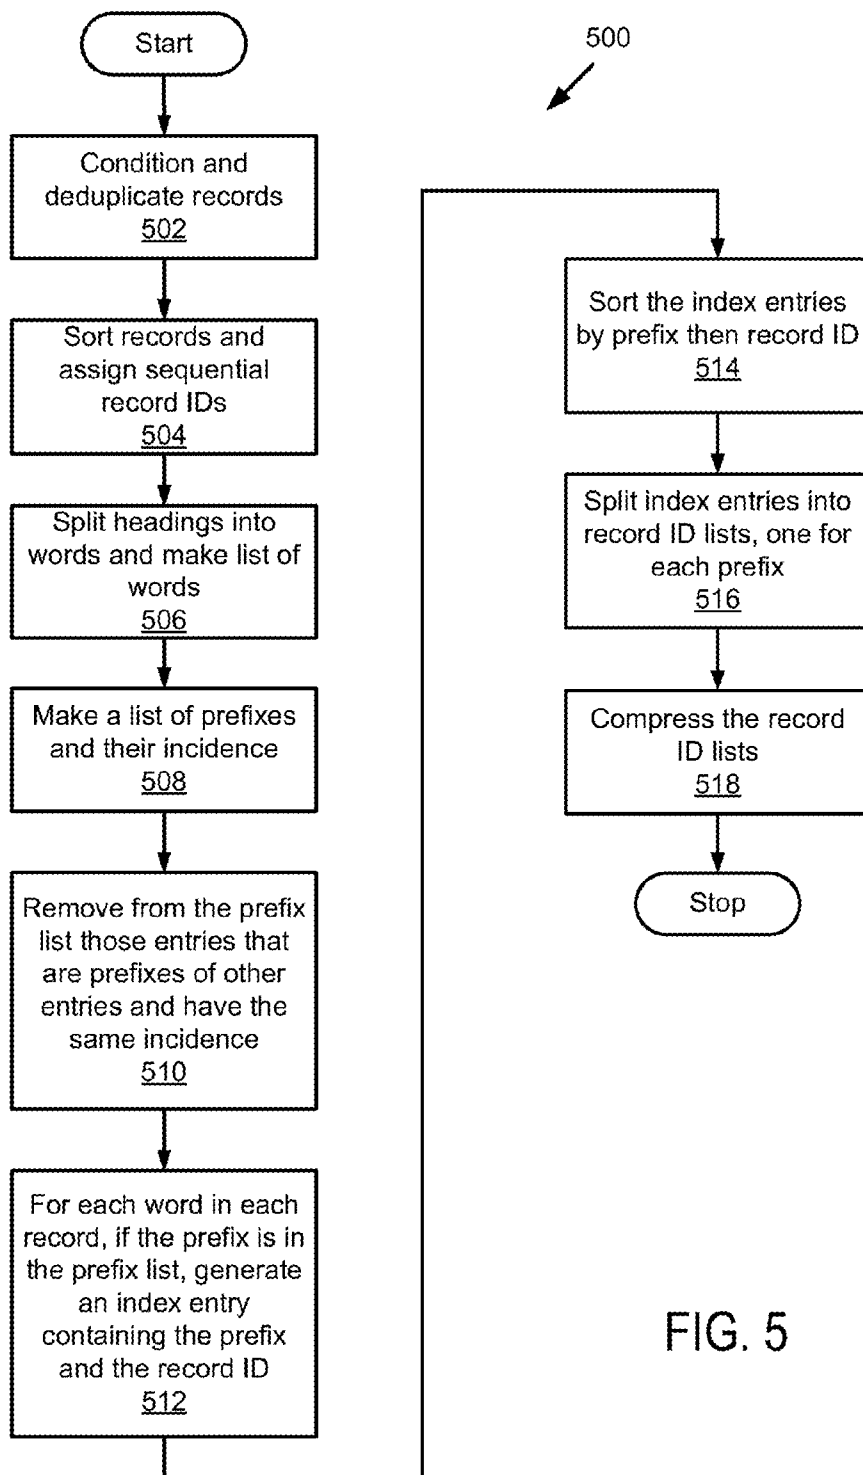 Start
500
Condition and
deduplicate records
502
Sort records and
assign sequential
record IDs
504
Split headings into
words and make list of
words
506
Make a list of prefixes
and their incidence
508
Remove from the prefix
list those entries that
are prefixes of other
entries and have the
same incidence
510
For each word in each
record, if the prefix is in
the prefix list, generate
an index entry
containing the prefix
and the record ID
512
Sort the index entries
by prefix then record ID
514
Split index entries into
record ID lists, one for
each prefix
516
Compress the record
ID lists
518
Stop
FIG. 5